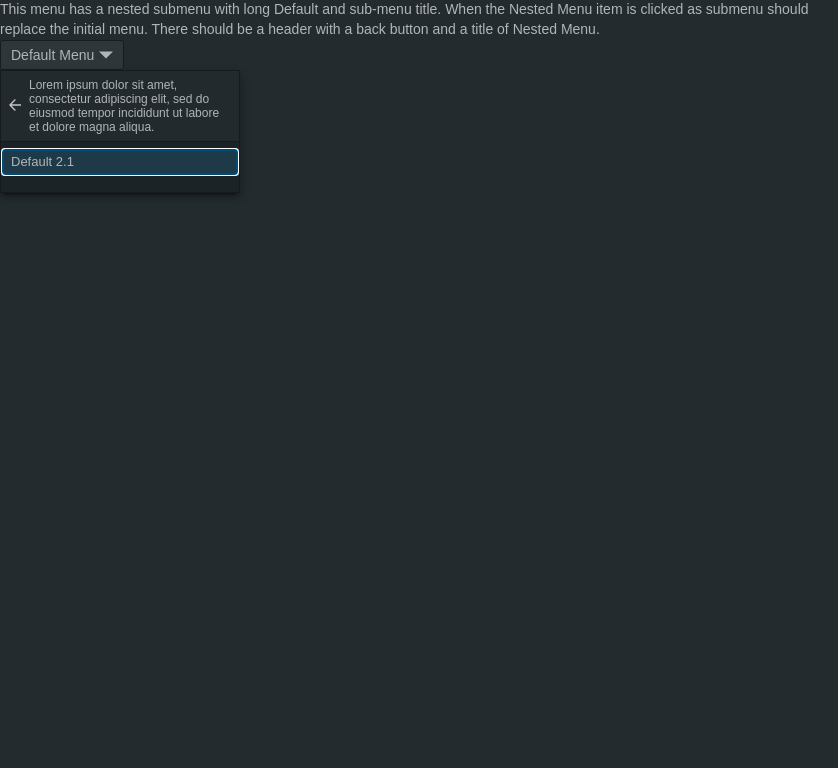 This menu has a nested submenu with long Default and sub-menu title. When the Nested Menu item is clicked as submenu should
replace the initial menu. There should be a header with a back button and a title of Nested Menu.
Default Menu
Lorem ipsum dolor sit amet,
consectetur adipiscing elit, sed do
eiusmod tempor incididunt ut labore
et dolore magna aliqua.
Default 2.1